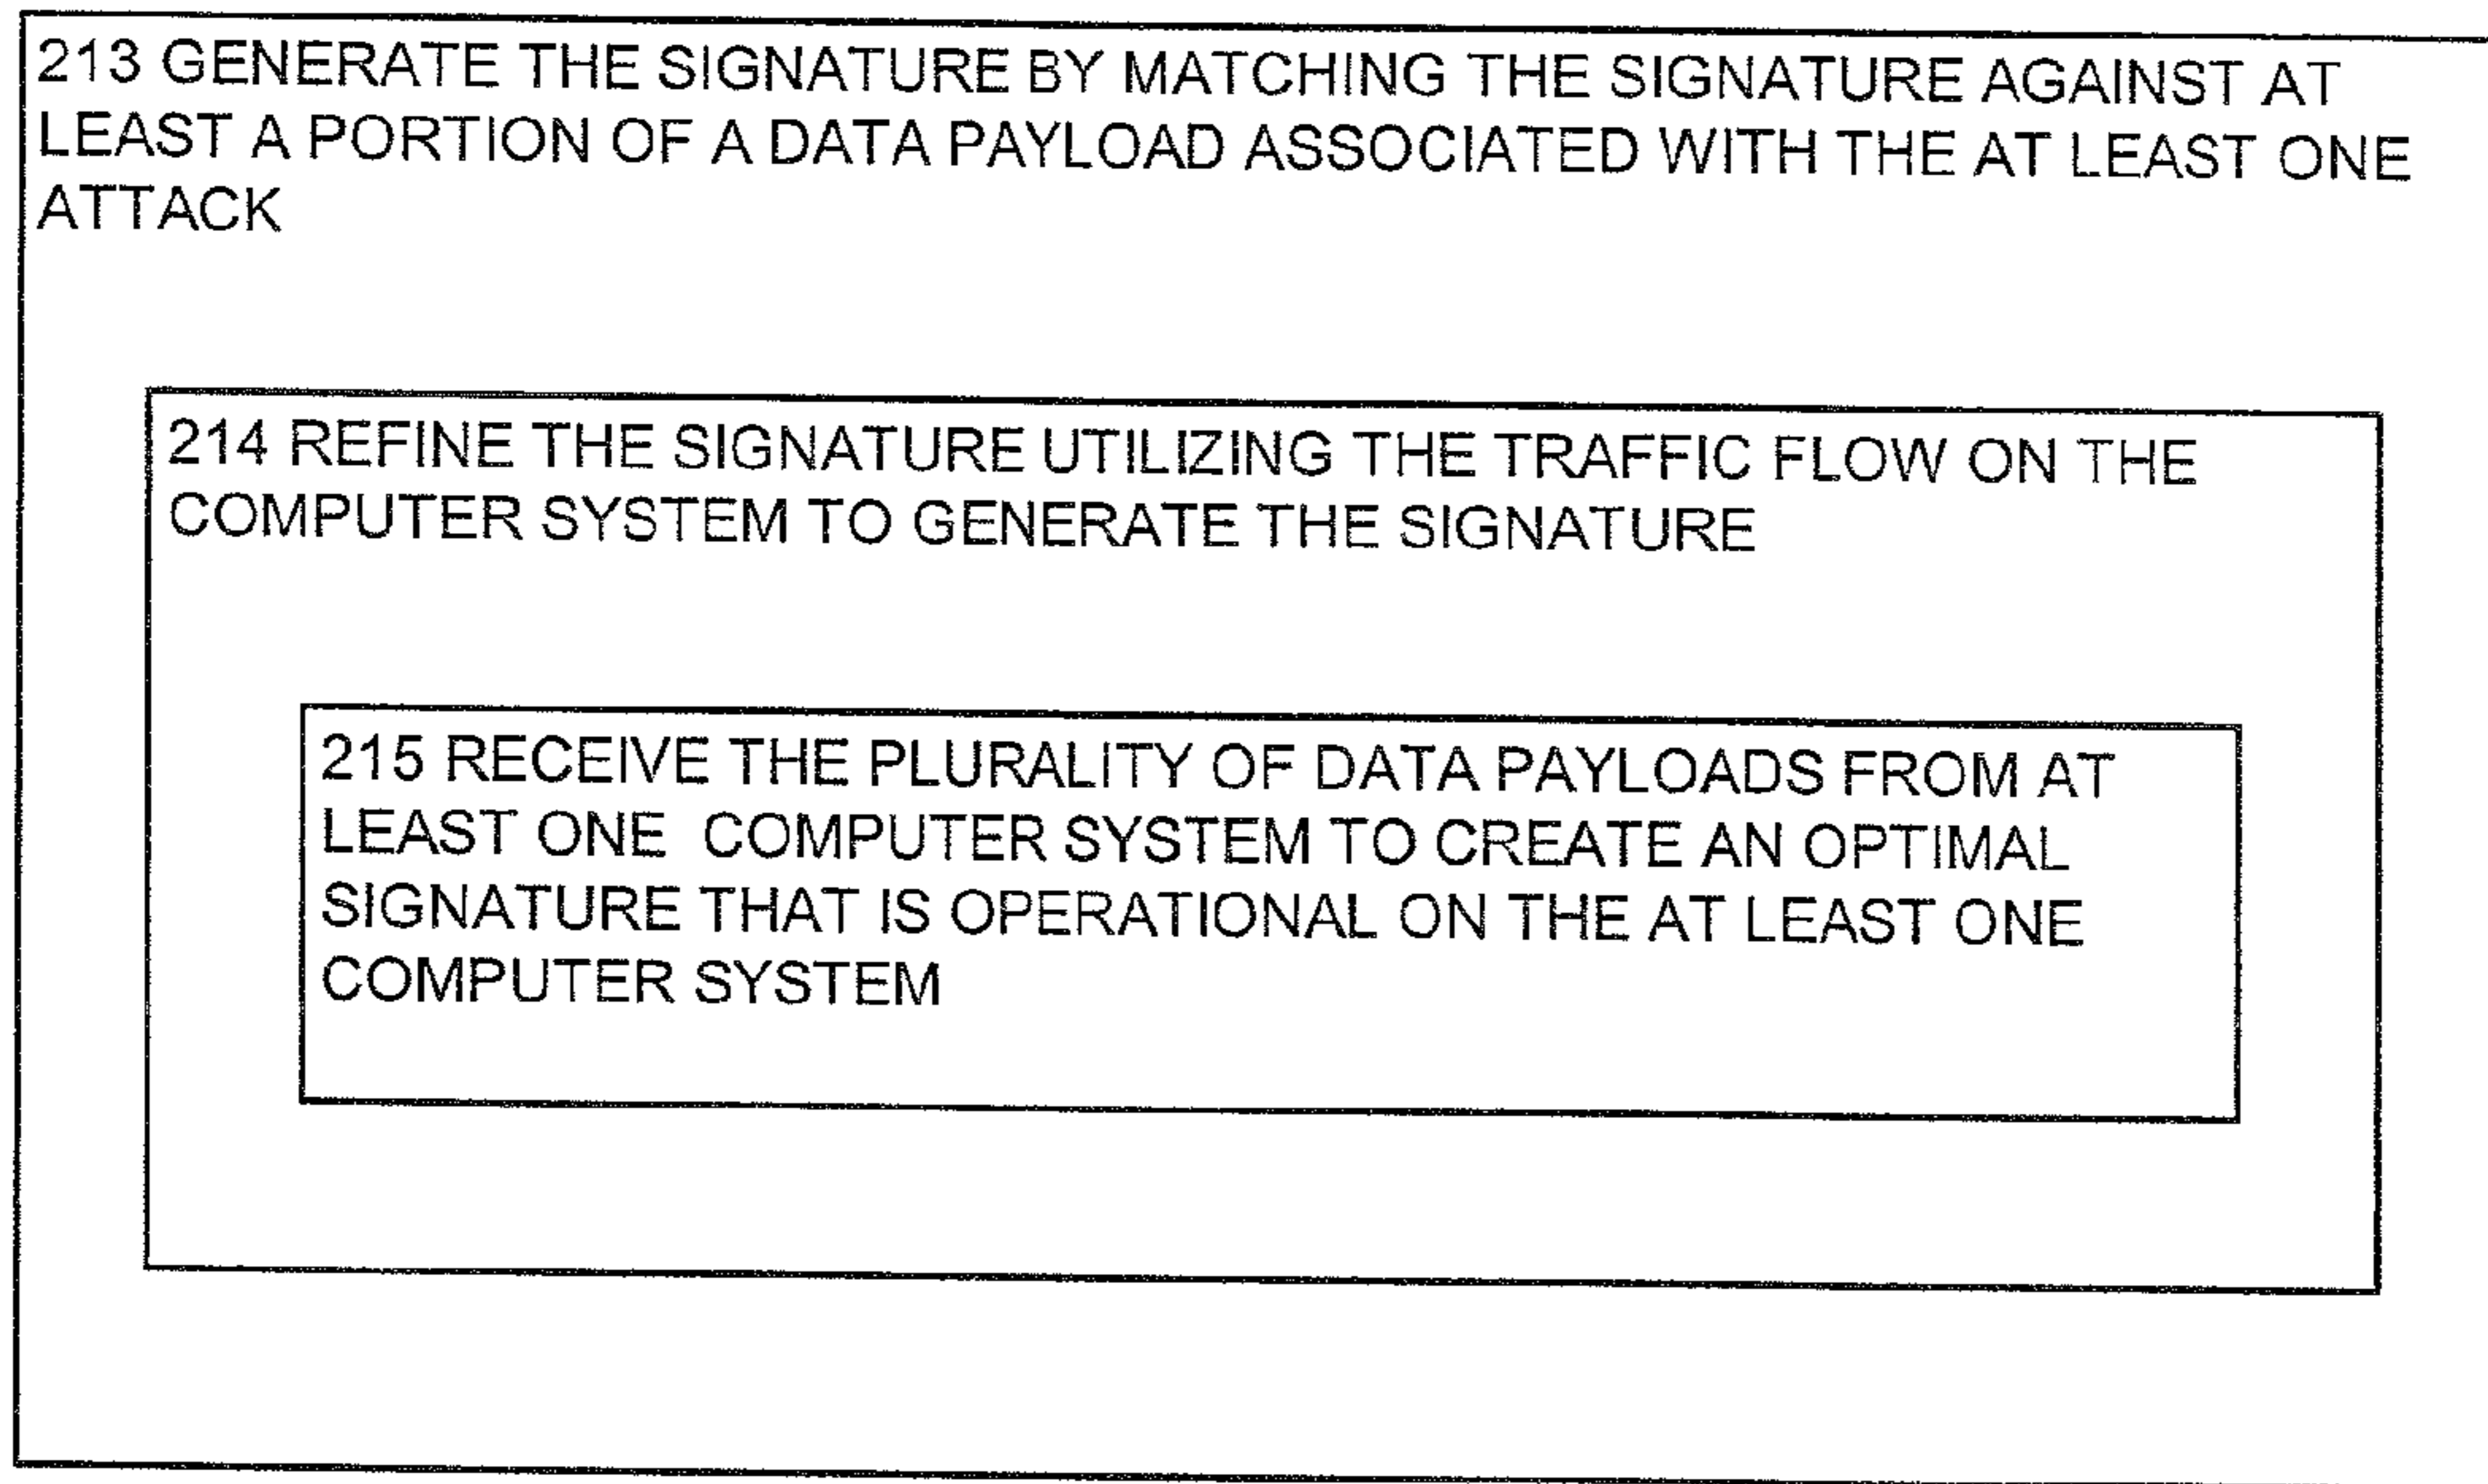 213 GENERATE THE SIGNATURE BY MATCHING THE SIGNATURE AGAINST AT
LEAST A PORTION OF A DATA PAYLOAD ASSOCIATED WITH THE AT LEAST ONE
ATTACK
214 REFINE THE SIGNATURE UTILIZING THE TRAFFIC FLOW ON THE
COMPUTER SYSTEM TO GENERATE THE SIGNATURE
215 RECEIVE THE PLURALITY OF DATA PAYLOADS FROM AT
LEAST ONE COMPUTER SYSTEM TO CREATE AN OPTIMAL
SIGNATURE THAT IS OPERATIONAL ON THE AT LEAST ONE
COMPUTER SYSTEM